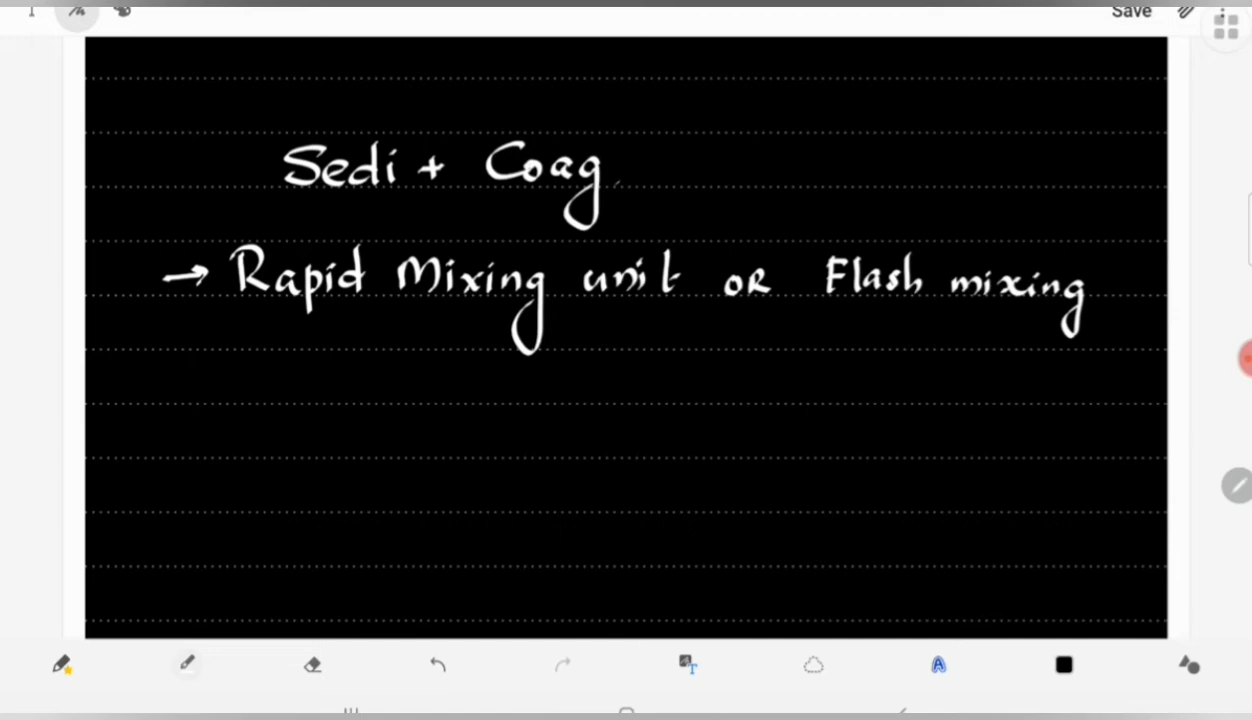 Save
Sedi + Coag.
→ Rapid Mixing unit OR Flash mixing